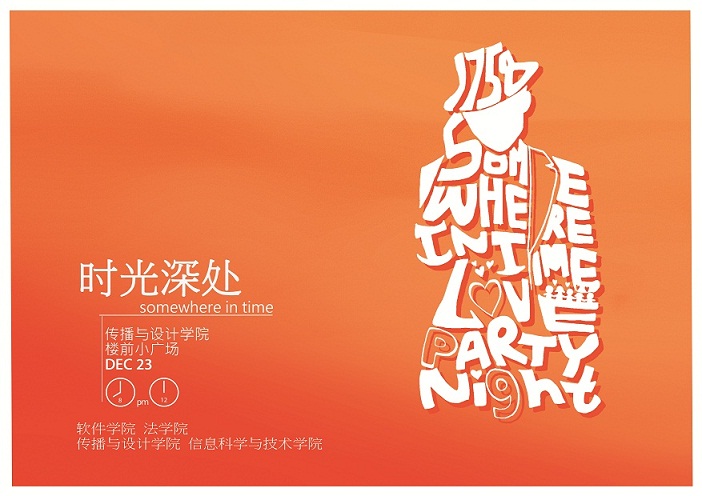 1758
SOMEWHERE
IN TIME
LOVE
PARTY
Night
时光深处
somewhere in time
传播与设计学院
楼前小广场
DEC 23
8 pm 12
软件学院 法学院
传播与设计学院 信息科学与技术学院